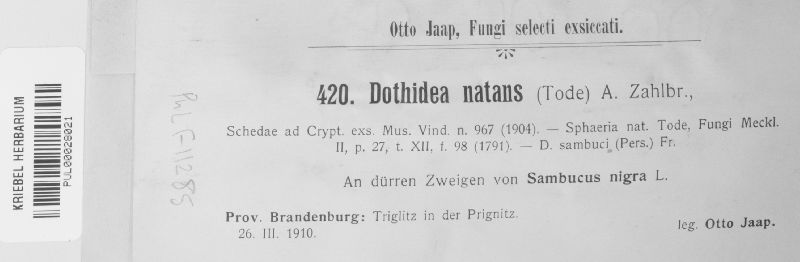 Otto Jaap, Fungi selecti exsiccati.
420. Dothidea natans (Tode) A. Zahlbr.,
Schedae ad Crypt. exs. Mus. Vind. n. 967 (1904). — Sphaeria nat. Tode, Fungi Meckl.
II, p. 27, t. XII, f. 98 (1791). — D. sambuci (Pers.) Fr.
An dürren Zweigen von Sambucus nigra L.
Prov. Brandenburg: Triglitz in der Prignitz.
26. III. 1910.
leg. Otto Jaap.
KRIEBEL HERBARIUM
PUL00028021
PUL F-11285